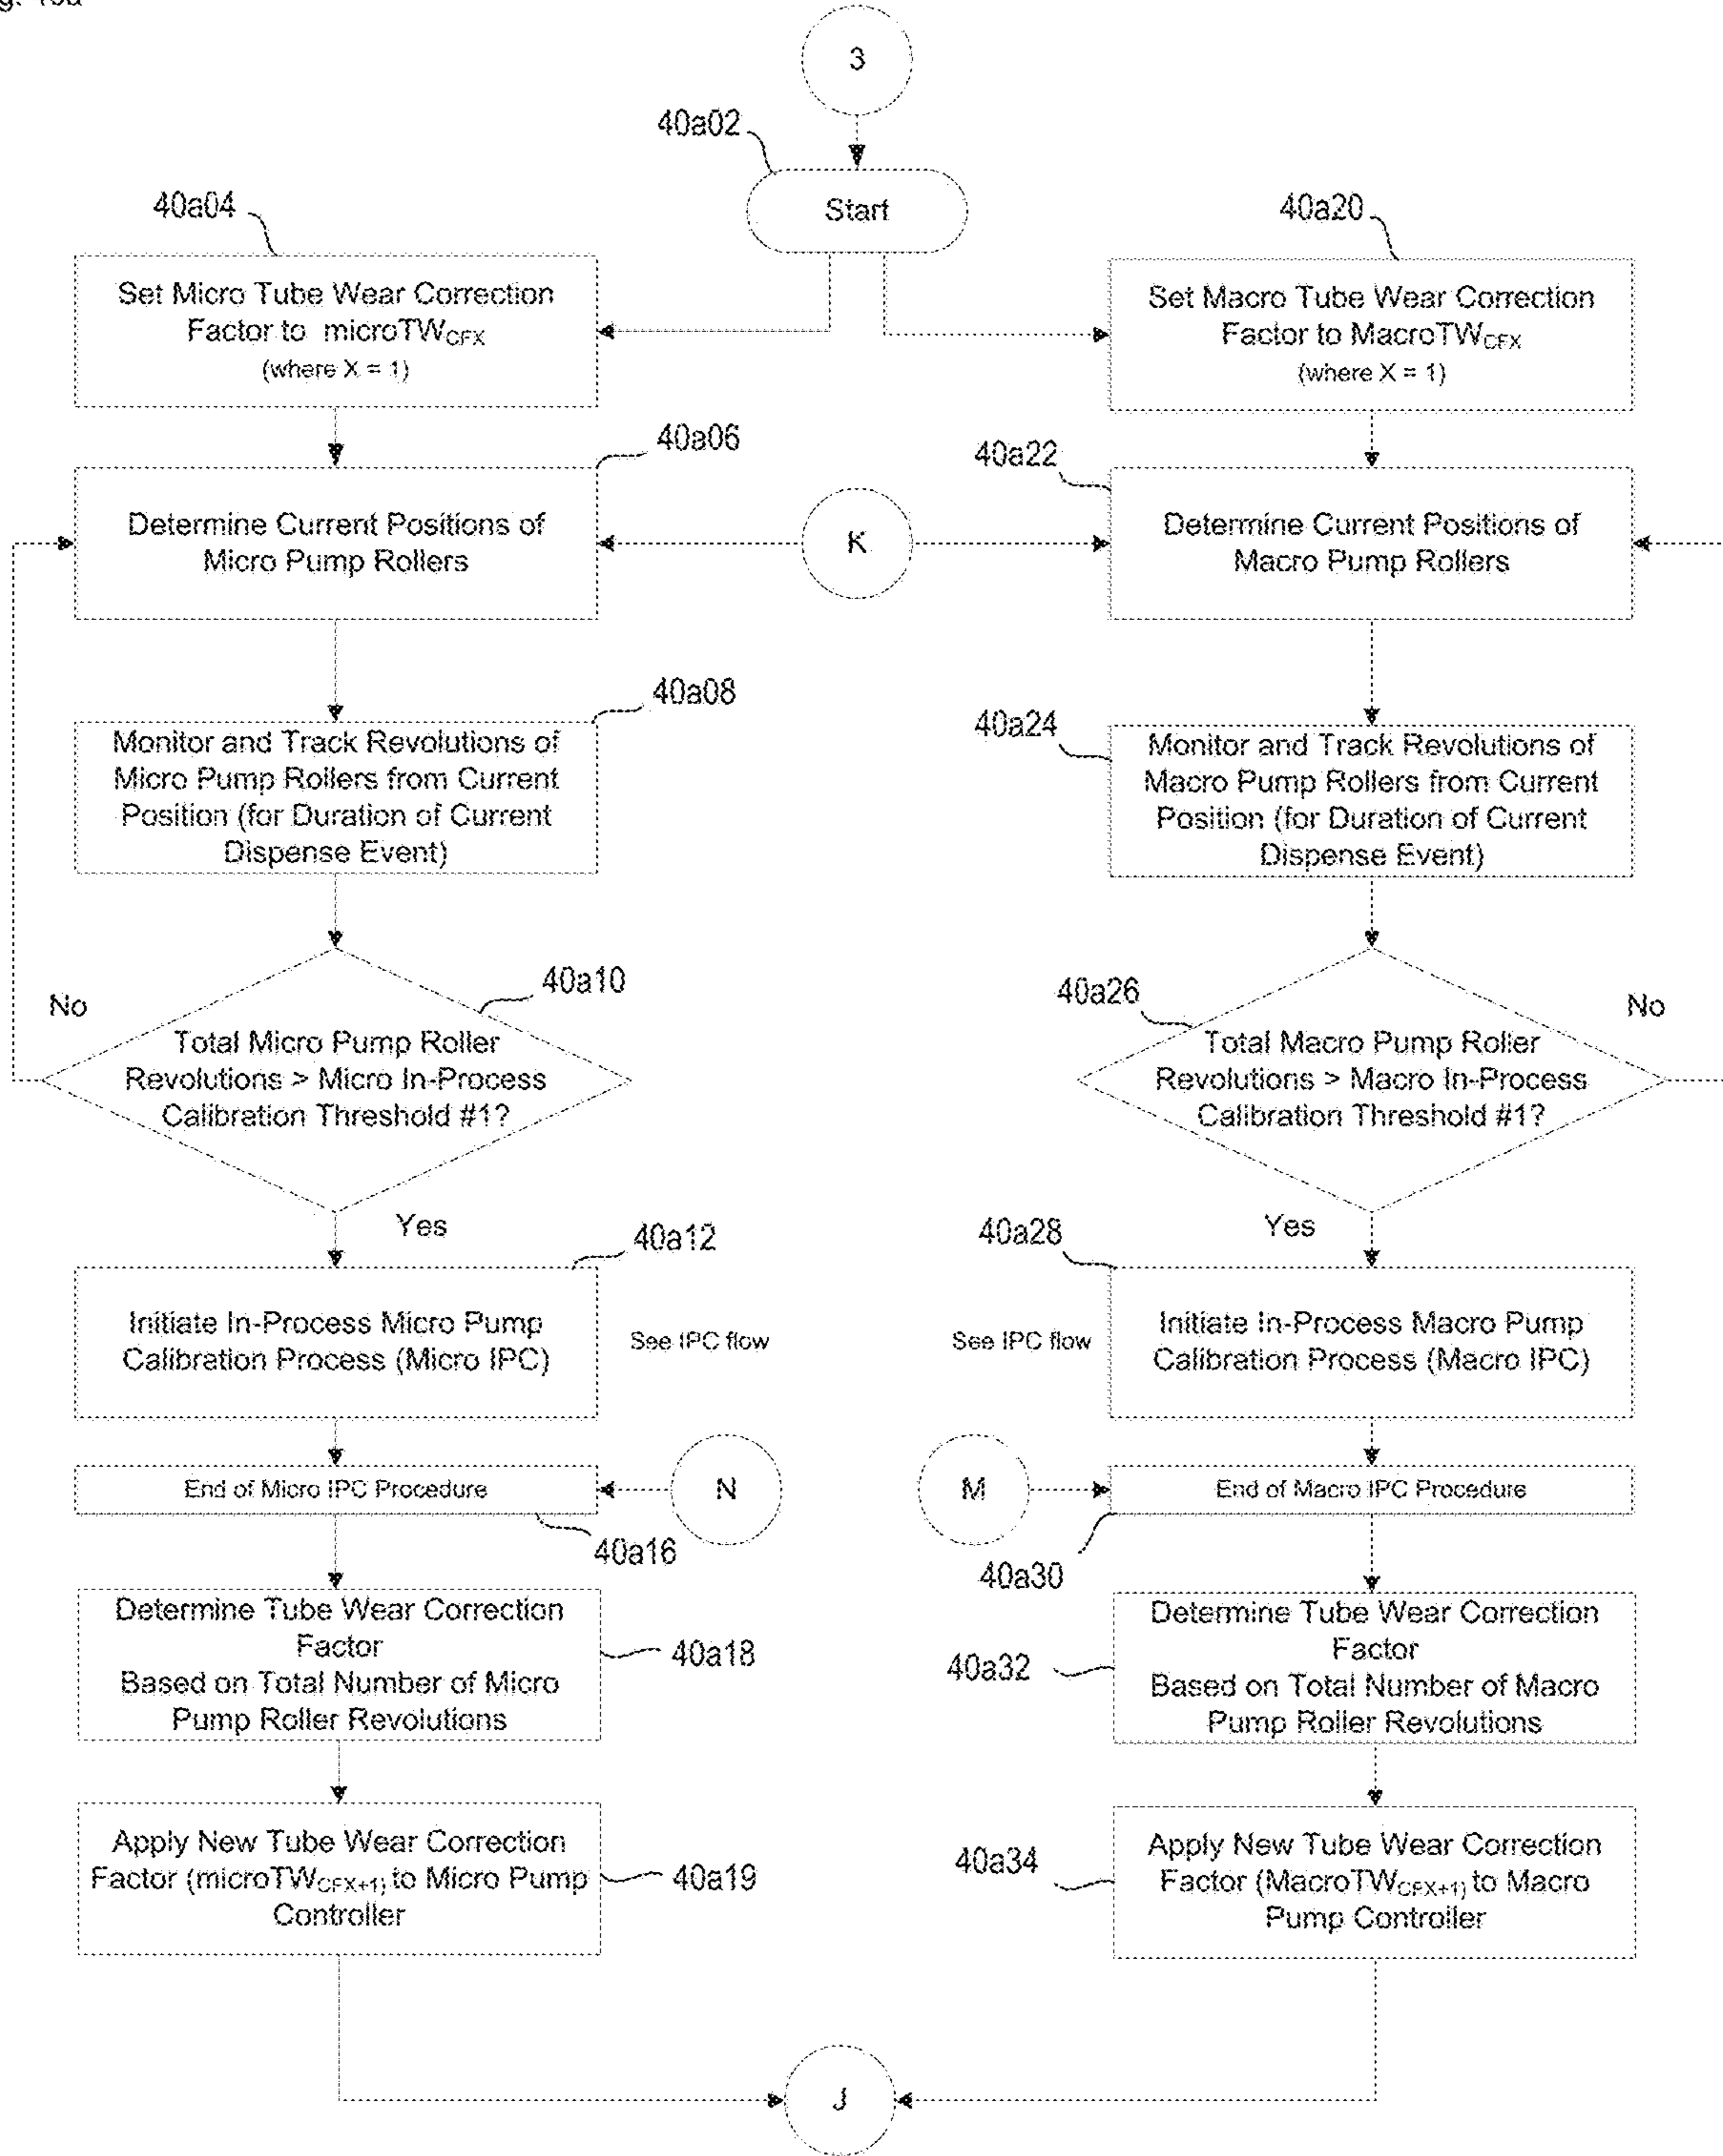 3
40a02
Start
40a04
Set Micro Tube Wear Correction
Factor to microTWCFX
(where X = 1)
40a20
Set Macro Tube Wear Correction
Factor to MacroTWCFX
(where X = 1)
40a06
Determine Current Positions of
Micro Pump Rollers
K
40a22
Determine Current Positions of
Macro Pump Rollers
40a08
Monitor and Track Revolutions of
Micro Pump Rollers from Current
Position (for Duration of Current
Dispense Event)
40a24
Monitor and Track Revolutions of
Macro Pump Rollers from Current
Position (for Duration of Current
Dispense Event)
No
40a10
Total Micro Pump Roller
Revolutions > Micro In-Process
Calibration Threshold #1?
40a26
No
Total Macro Pump Roller
Revolutions > Macro In-Process
Calibration Threshold #1?
Yes
40a12
Initiate In-Process Micro Pump
Calibration Process (Micro IPC)
See IPC flow
Yes
40a28
See IPC flow
Initiate In-Process Macro Pump
Calibration Process (Macro IPC)
End of Micro IPC Procedure
N
40a16
M
End of Macro IPC Procedure
40a30
Determine Tube Wear Correction
Factor
Based on Total Number of Micro
Pump Roller Revolutions
40a18
40a32
Determine Tube Wear Correction
Factor
Based on Total Number of Macro
Pump Roller Revolutions
Apply New Tube Wear Correction
Factor (microTWCFX+1) to Micro Pump
Controller
40a19
40a34
Apply New Tube Wear Correction
Factor (MacroTWCFX+1) to Macro
Pump Controller
J